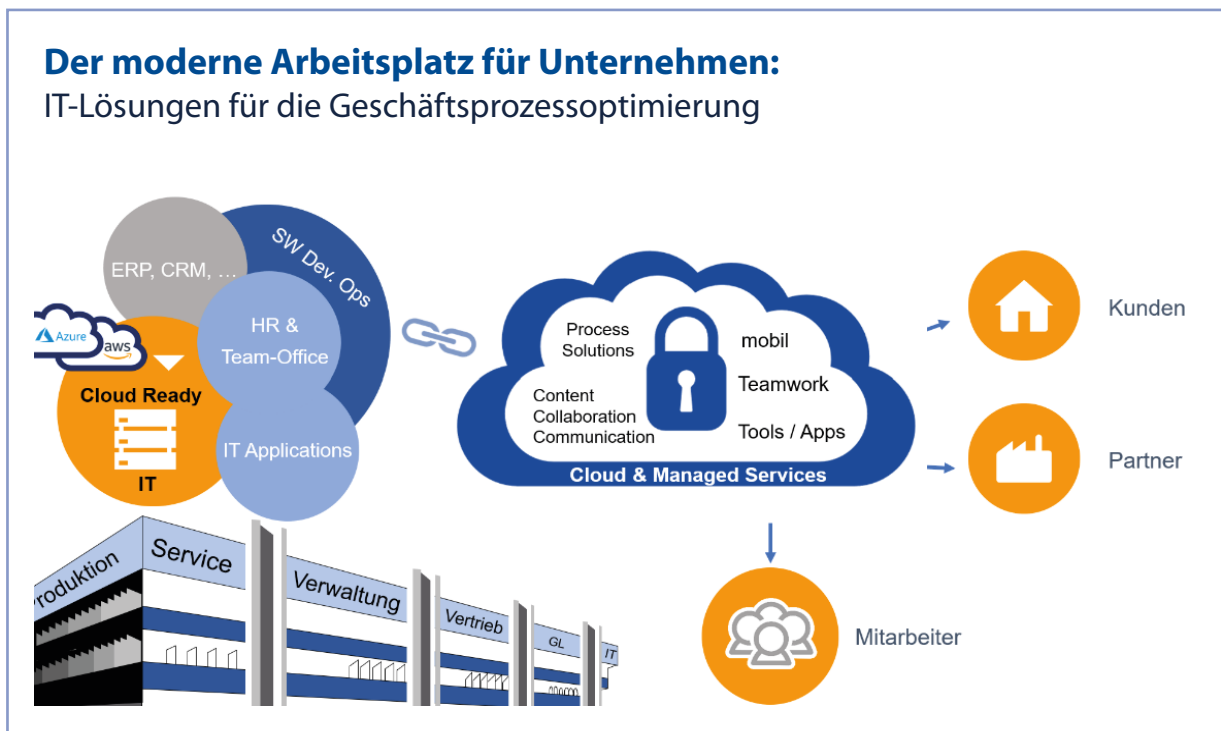 Der moderne Arbeitsplatz für Unternehmen:
IT-Lösungen für die Geschäftsprozessoptimierung
ERP, CRM, ...
SW Dev. Ops
HR &
Team-Office
Azure
aws
Cloud Ready
IT
IT Applications
Process
Solutions
Content
Collaboration
Communication
mobil
Teamwork
Tools / Apps
Cloud & Managed Services
Kunden
Partner
Mitarbeiter
roduktion
Service
Verwaltung
Vertrieb
GL
IT